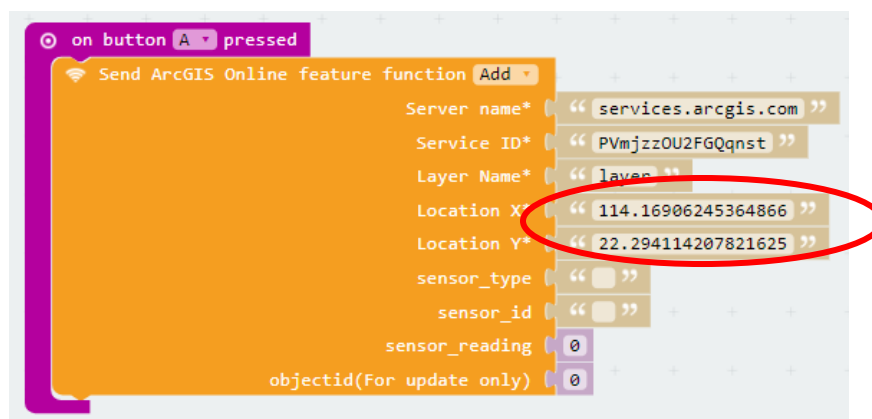 on button A pressed
Send ArcGIS Online feature function Add
Server name* “ services.arcgis.com ”
Service ID* “ PVmjzzOU2FGQqnst ”
Layer Name* “ layer ”
Location X* “ 114.16906245364866 ”
Location Y* “ 22.294114207821625 ”
sensor_type “ ”
sensor_id “ ”
sensor_reading 0
objectid(For update only) 0